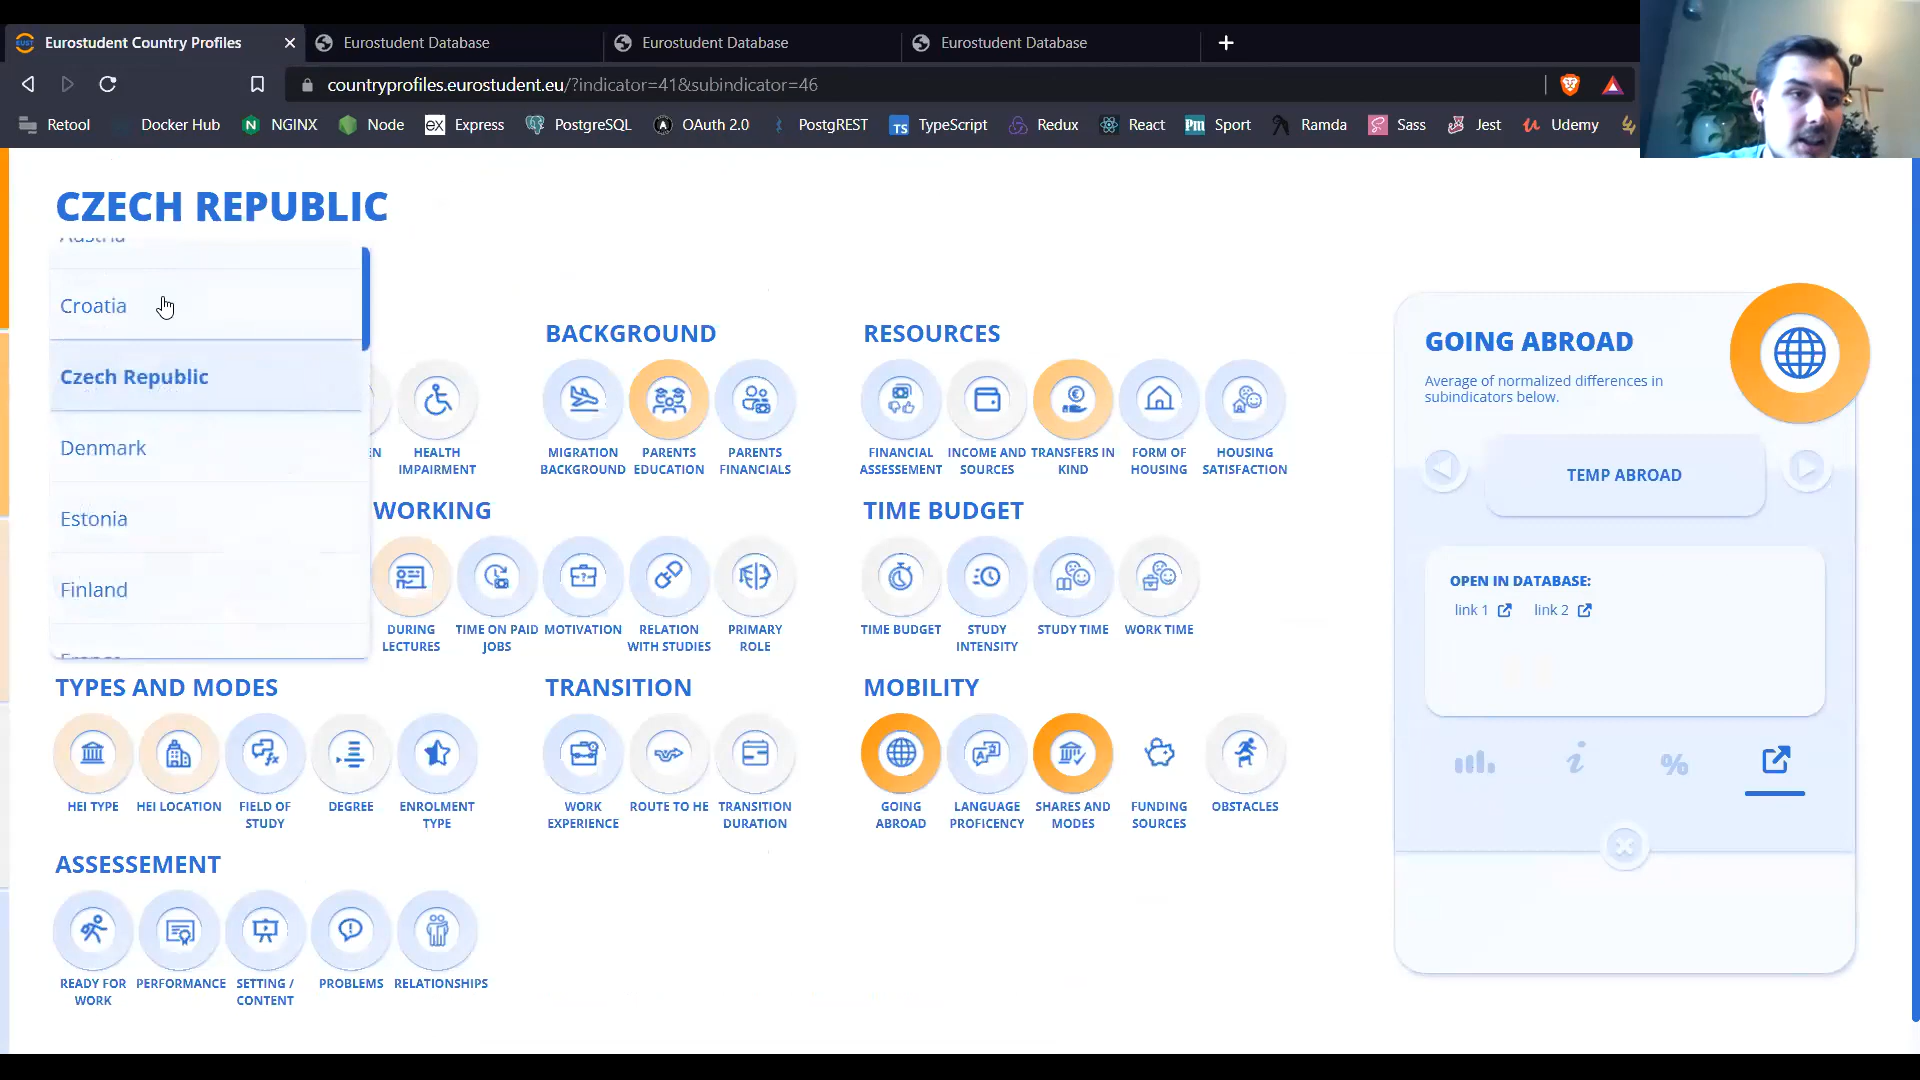 Eurostudent Country Profiles
Eurostudent Database
Eurostudent Database
Eurostudent Database
countryprofiles.eurostudent.eu/?indicator=41&subindicator=46
Retool
Docker Hub
NGINX
Node
Express
PostgreSQL
OAuth 2.0
PostgREST
TypeScript
Redux
React
Sport
Ramda
Sass
Jest
Udemy
CZECH REPUBLIC
Austria
Croatia
Czech Republic
Denmark
Estonia
Finland
France
HEALTH
IMPAIRMENT
BACKGROUND
MIGRATION
BACKGROUND
PARENTS
EDUCATION
PARENTS
FINANCIALS
RESOURCES
FINANCIAL
ASSESSEMENT
INCOME AND
SOURCES
TRANSFERS IN
KIND
FORM OF
HOUSING
HOUSING
SATISFACTION
WORKING
DURING
LECTURES
TIME ON PAID
JOBS
MOTIVATION
RELATION
WITH STUDIES
PRIMARY
ROLE
TIME BUDGET
TIME BUDGET
STUDY
INTENSITY
STUDY TIME
WORK TIME
TYPES AND MODES
HEI TYPE
HEI LOCATION
FIELD OF
STUDY
DEGREE
ENROLMENT
TYPE
TRANSITION
WORK
EXPERIENCE
ROUTE TO HE
TRANSITION
DURATION
MOBILITY
GOING
ABROAD
LANGUAGE
PROFICENCY
SHARES AND
MODES
FUNDING
SOURCES
OBSTACLES
ASSESSEMENT
READY FOR
WORK
PERFORMANCE
SETTING /
CONTENT
PROBLEMS
RELATIONSHIPS
GOING ABROAD
Average of normalized differences in
subindicators below.
TEMP ABROAD
OPEN IN DATABASE:
link 1
link 2